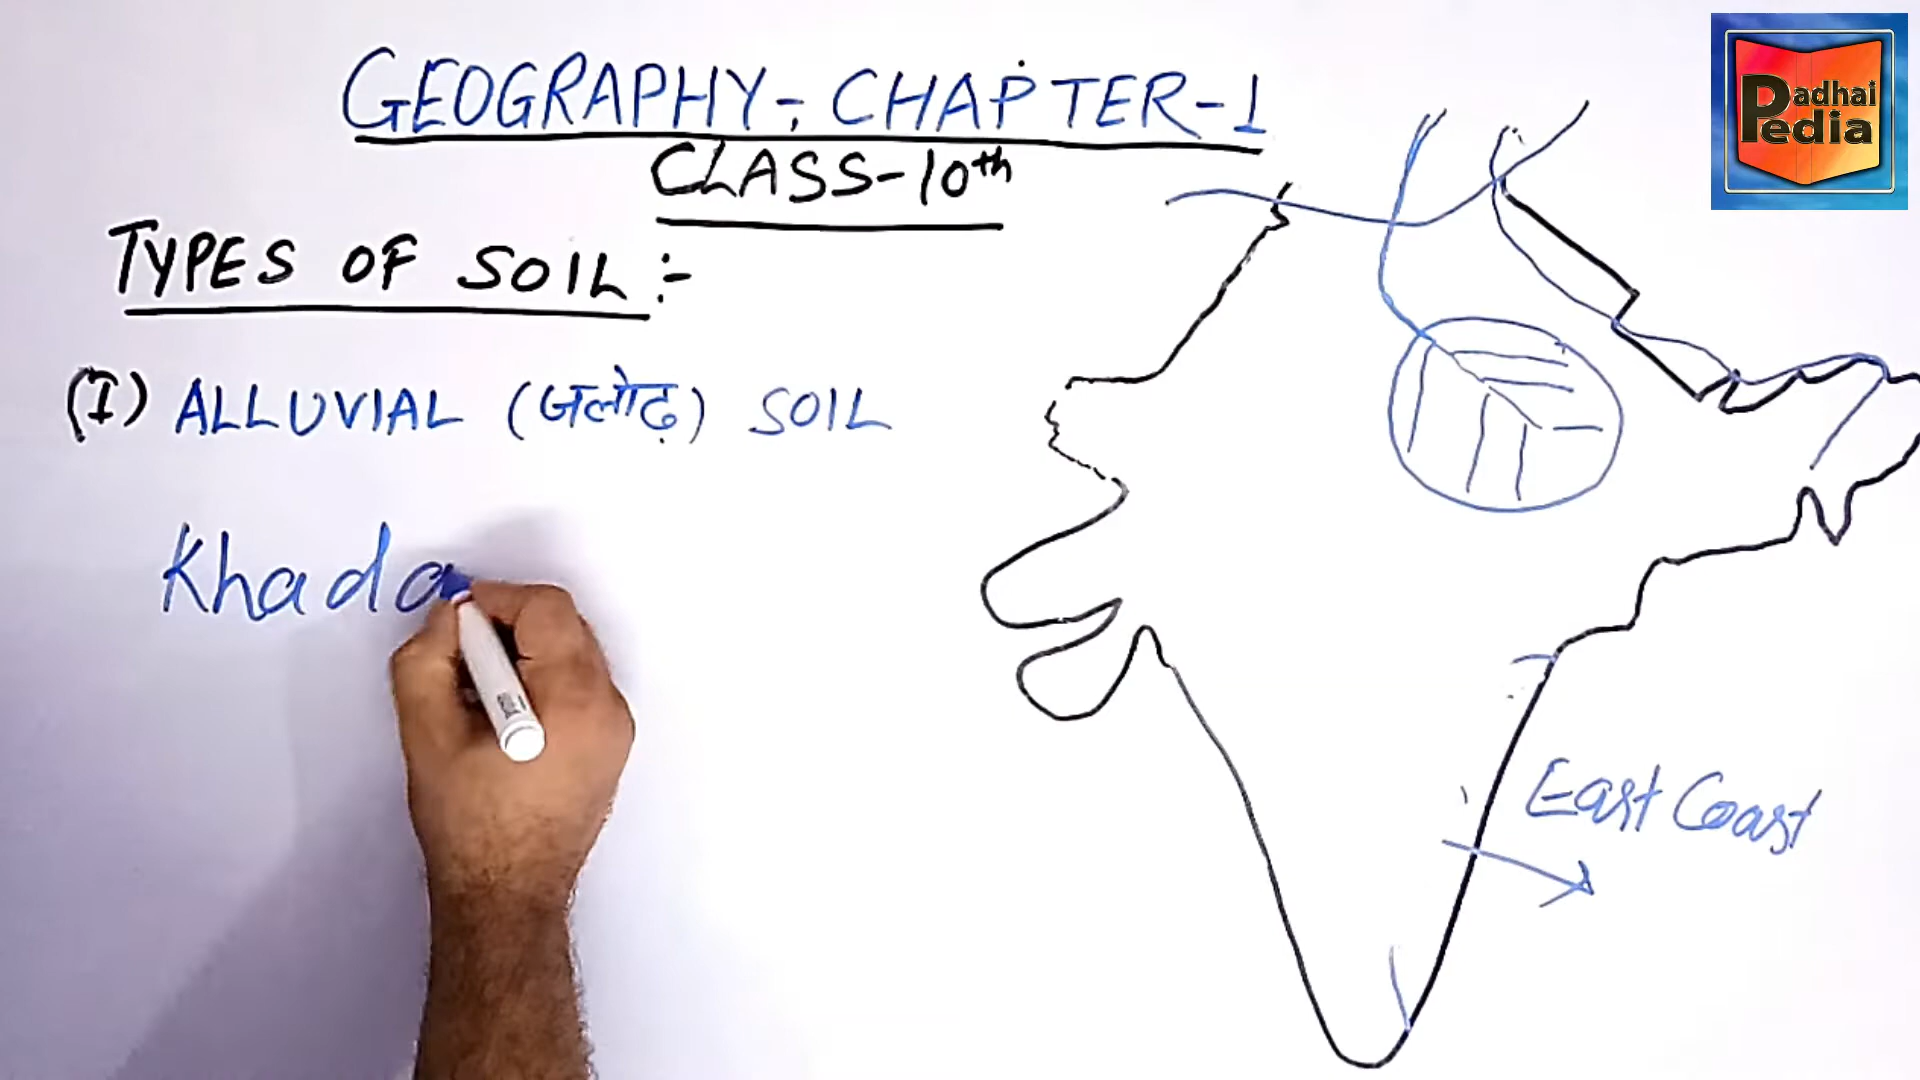 GEOGRAPHY:- CHAPTER-1
CLASS-10th
TYPES OF SOIL :-
(I) ALLUVIAL (जलोढ़) SOIL
Khada
East Coast
Padhai
Pedia